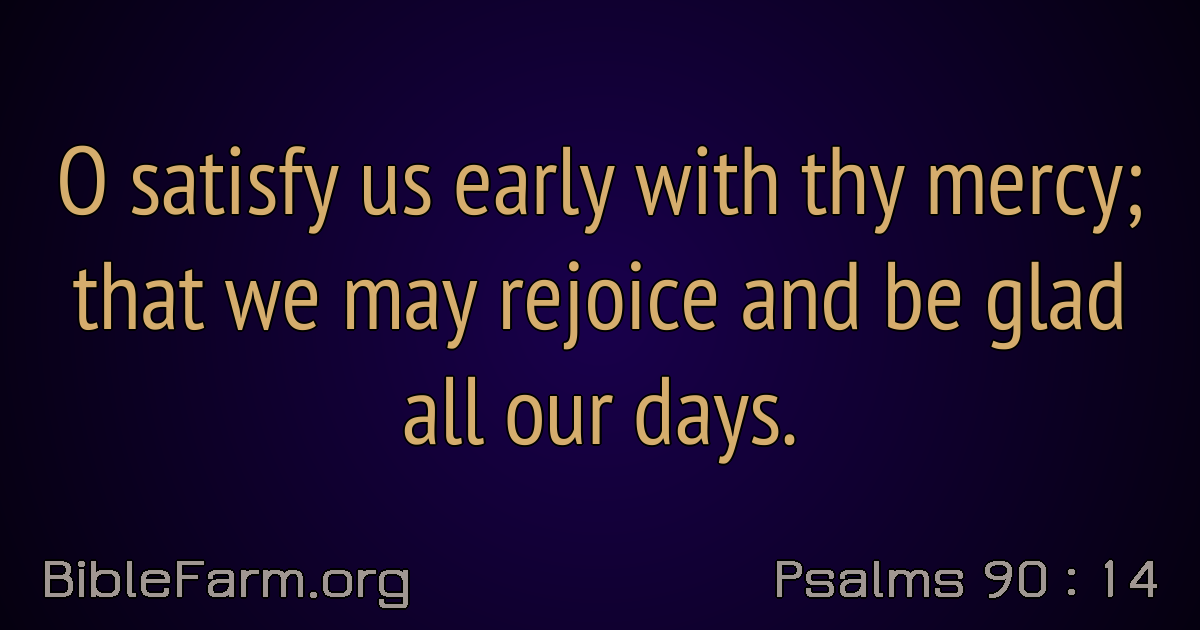 O satisfy us early with thy mercy;
that we may rejoice and be glad
all our days.
BibleFarm.org
Psalms 90 : 14